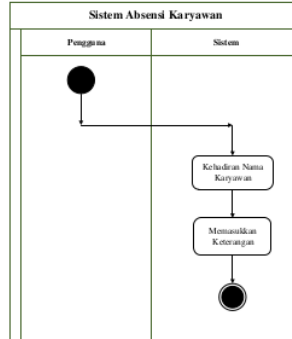 Sistem Absensi Karyawan
Pengguna
Sistem
Kehadiran Nama
Karyawan
Memasukkan
Keterangan